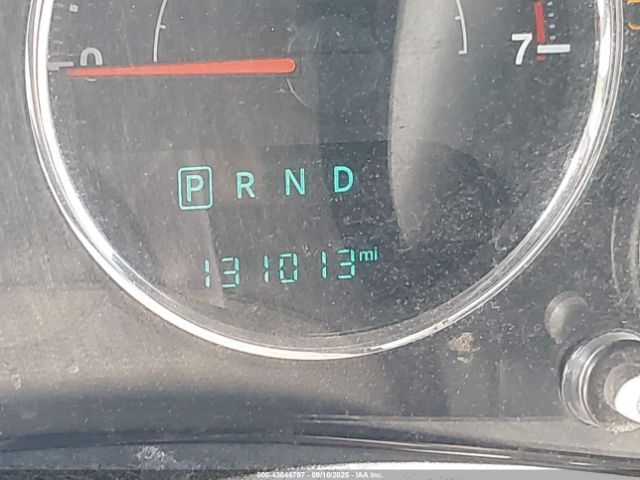 0
7
P R N D
131013 mi
000-43046797 - 09/10/2025 - IAA Inc.